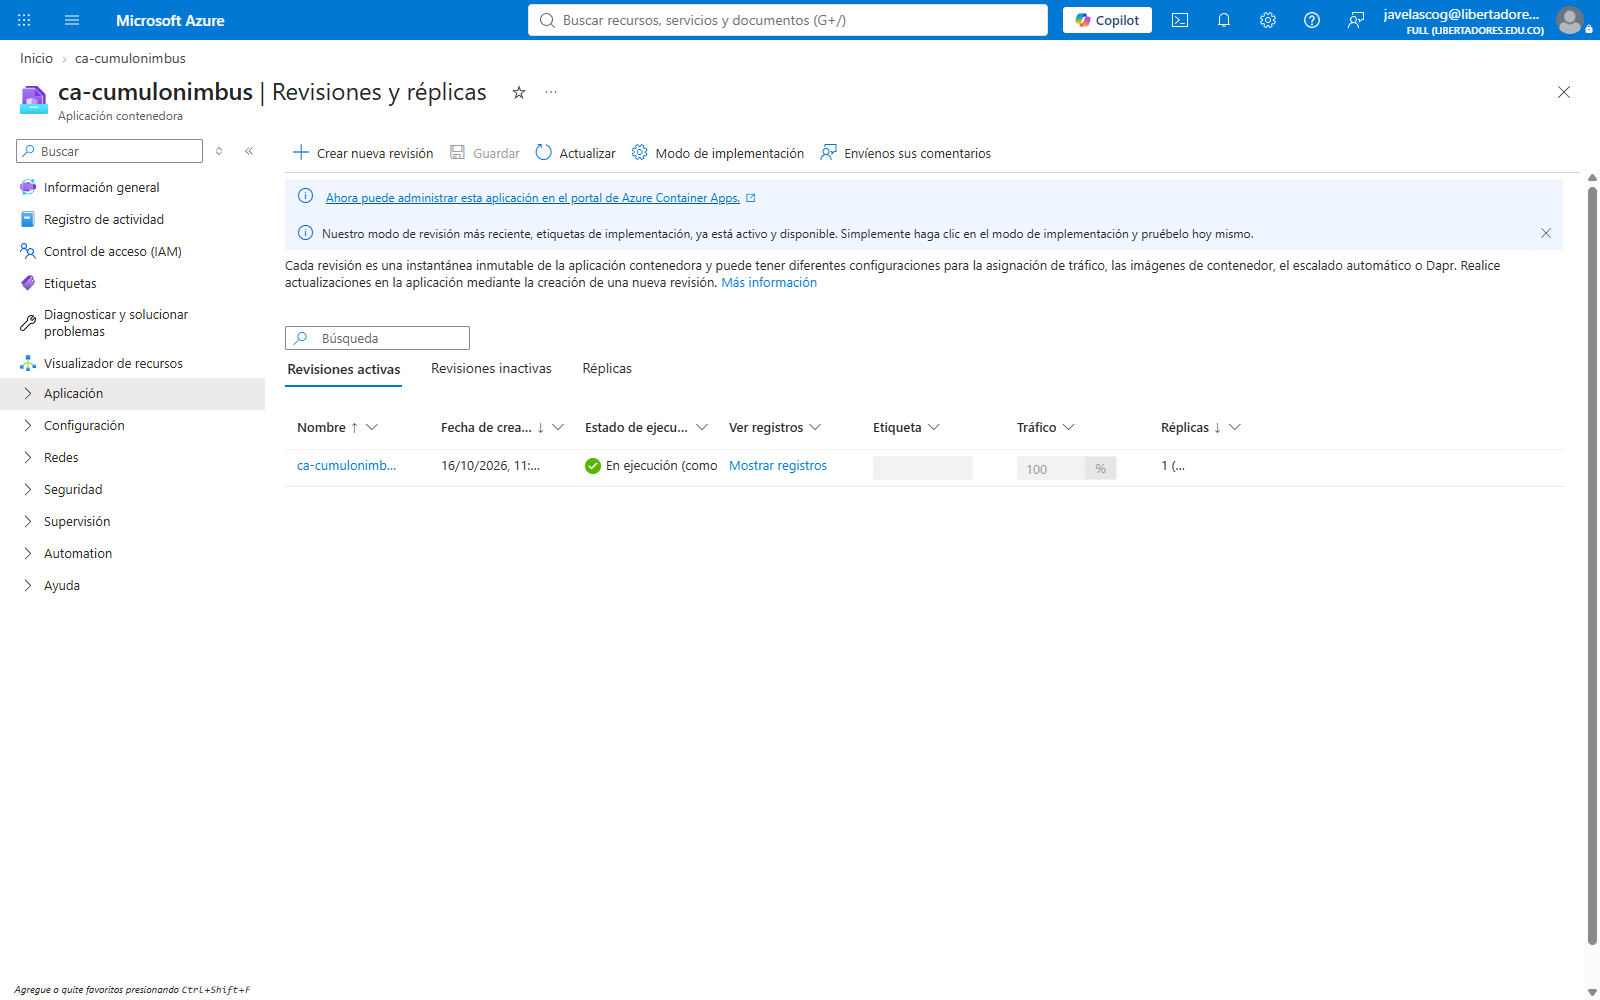 Microsoft Azure
Buscar recursos, servicios y documentos (G+/)
Copilot
javelascog@libertadore...
FULL (LIBERTADORES.EDU.CO)
Inicio > ca-cumulonimbus
ca-cumulonimbus | Revisiones y réplicas
Aplicación contenedora
Buscar
Información general
Registro de actividad
Control de acceso (IAM)
Etiquetas
Diagnosticar y solucionar
problemas
Visualizador de recursos
Aplicación
Configuración
Redes
Seguridad
Supervisión
Automation
Ayuda
Agregue o quite favoritos presionando Ctrl+Shift+F
Crear nueva revisión Guardar Actualizar Modo de implementación Envíenos sus comentarios
Ahora puede administrar esta aplicación en el portal de Azure Container Apps.
Nuestro modo de revisión más reciente, etiquetas de implementación, ya está activo y disponible. Simplemente haga clic en el modo de implementación y pruébelo hoy mismo.
Cada revisión es una instantánea inmutable de la aplicación contenedora y puede tener diferentes configuraciones para la asignación de tráfico, las imágenes de contenedor, el escalado automático o Dapr. Realice
actualizaciones en la aplicación mediante la creación de una nueva revisión. Más información
Búsqueda
Revisiones activas Revisiones inactivas Réplicas
Nombre ↑ Fecha de crea... ↓ Estado de ejecu... Ver registros Etiqueta Tráfico Réplicas ↓
ca-cumulonimb... 16/10/2026, 11:... En ejecución (como Mostrar registros 100 % 1 (...